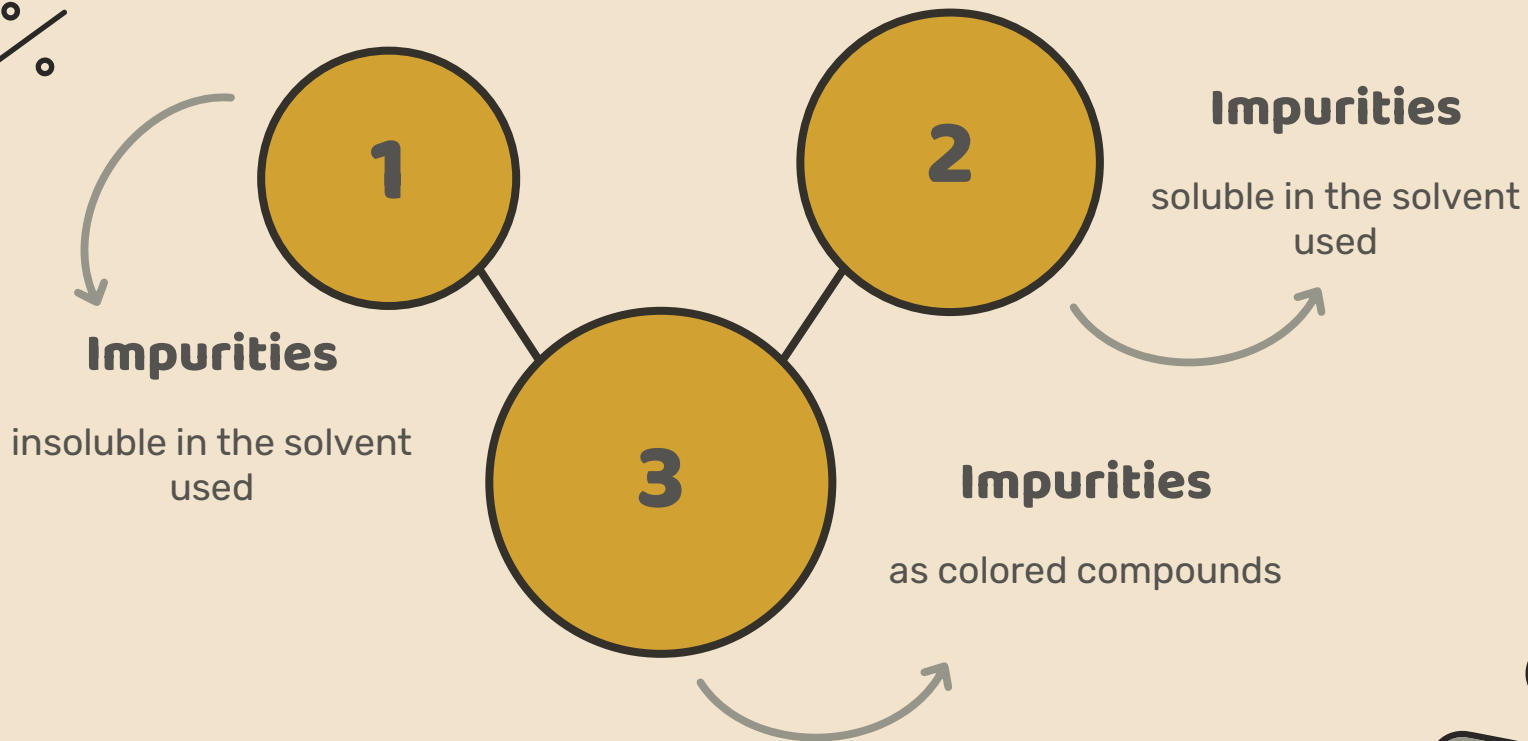 1
Impurities
insoluble in the solvent
used
2
Impurities
soluble in the solvent
used
3
Impurities
as colored compounds